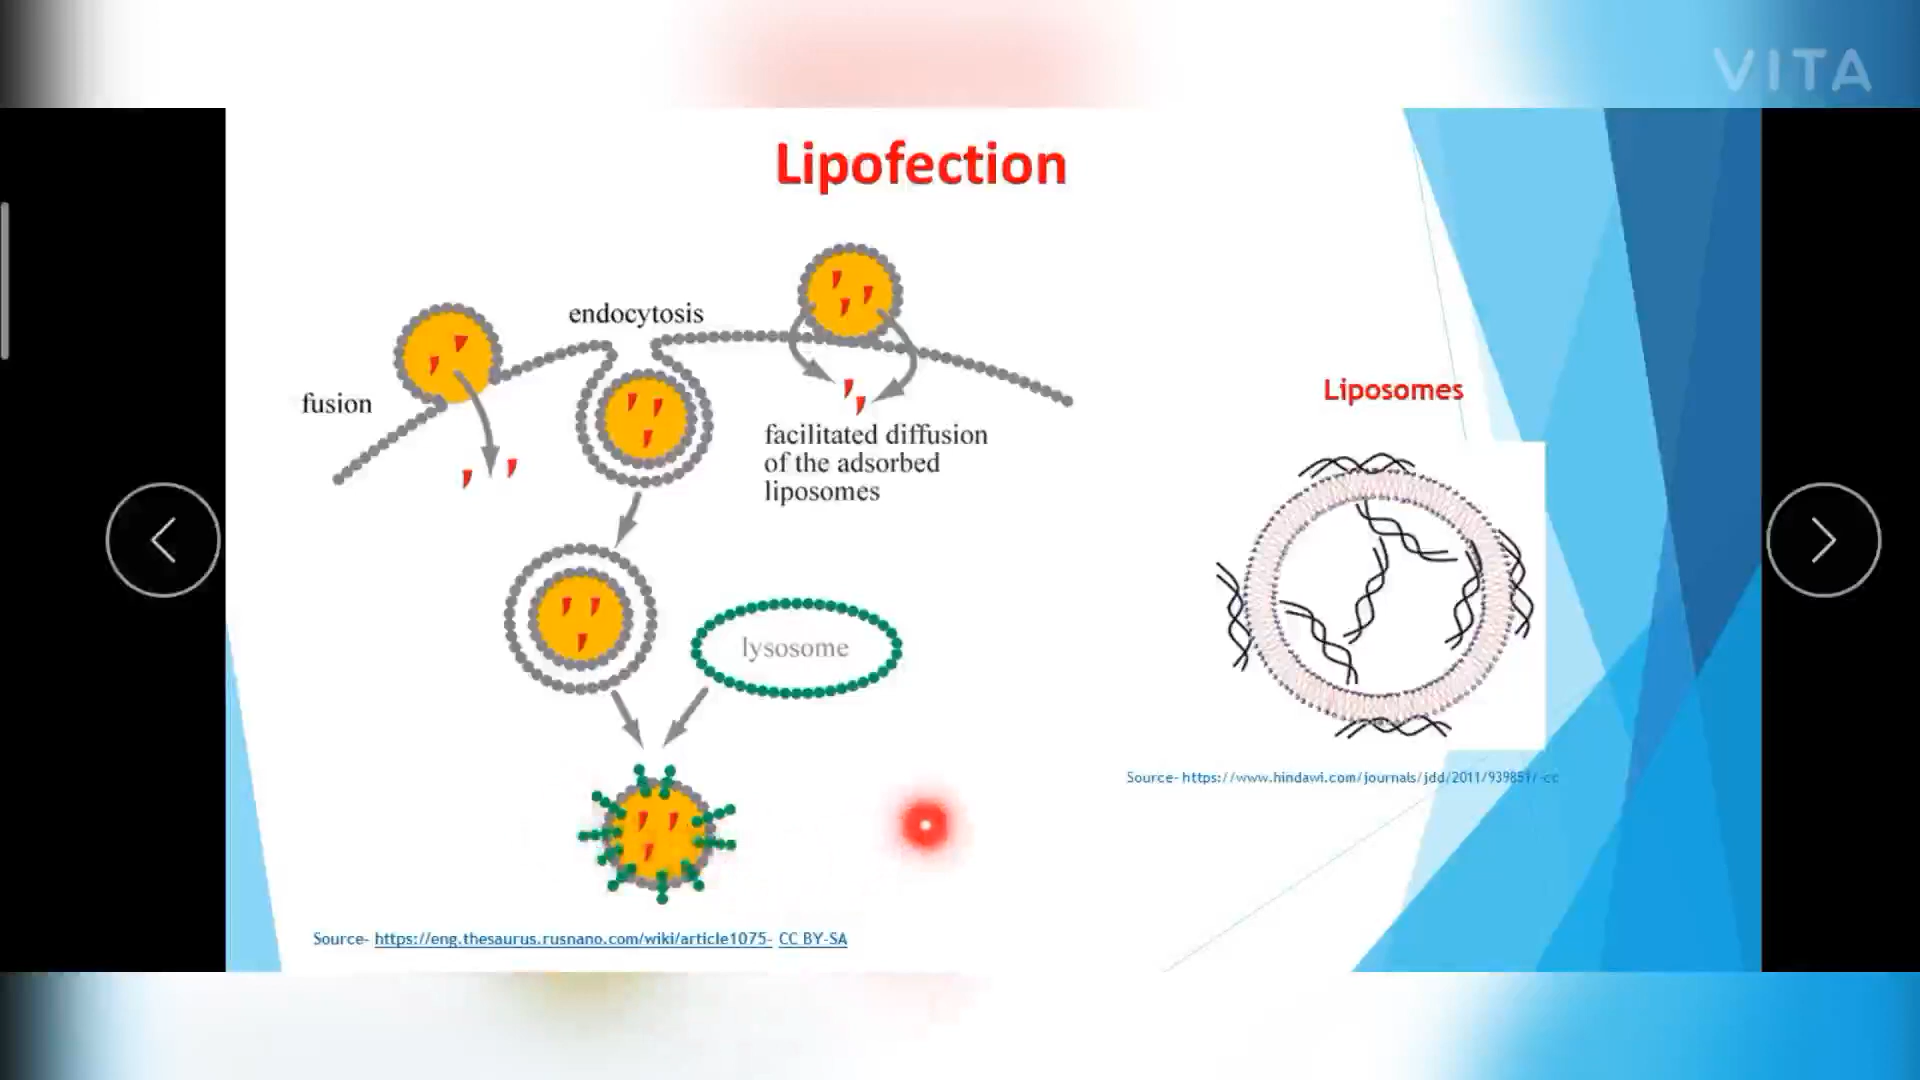 VITA
Lipofection
endocytosis
fusion
facilitated diffusion
of the adsorbed
liposomes
lysosome
Liposomes
Source- https://www.hindawi.com/journals/jdd/2011/939851/-cc
Source- https://eng.thesaurus.rusnano.com/wiki/article1075- CC BY-SA